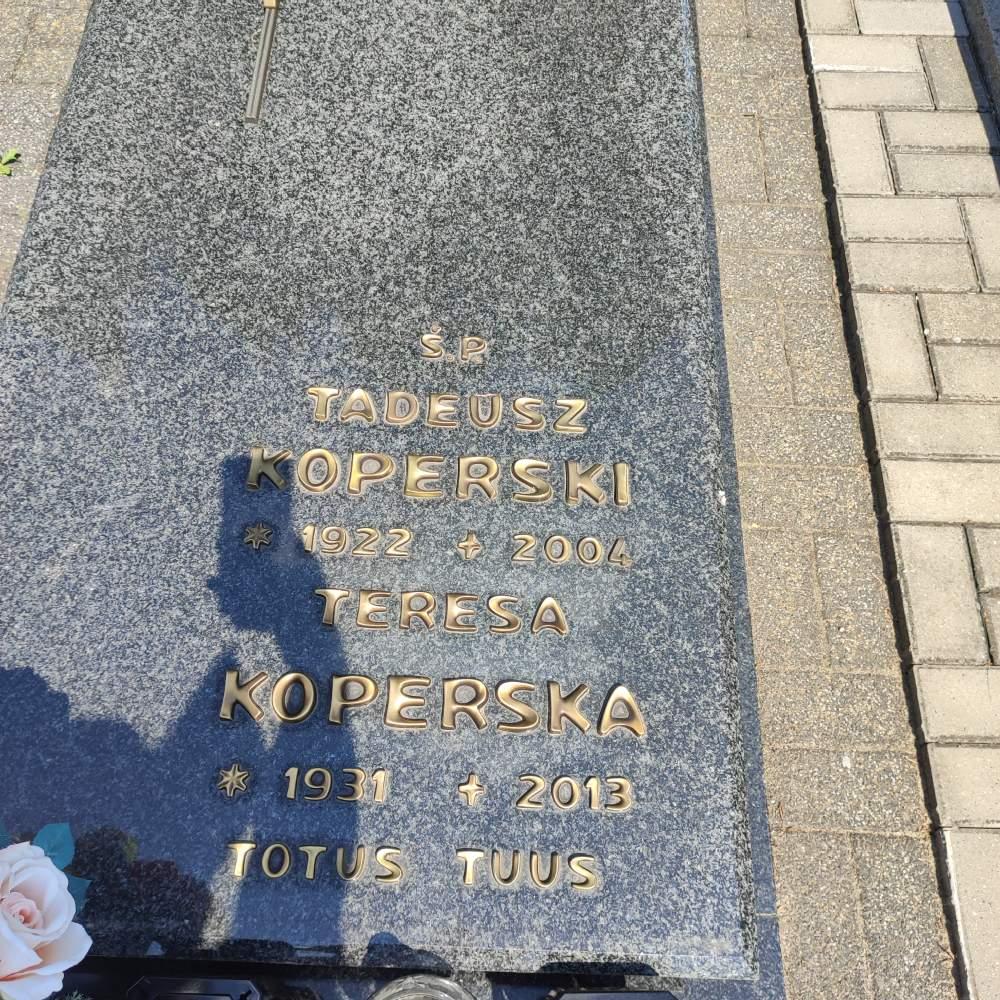 Ś.P
TADEUSZ
KOPERSKI
* 1922 + 2004
TERESA
KOPERSKA
* 1931 + 2013
TOTUS TUUS